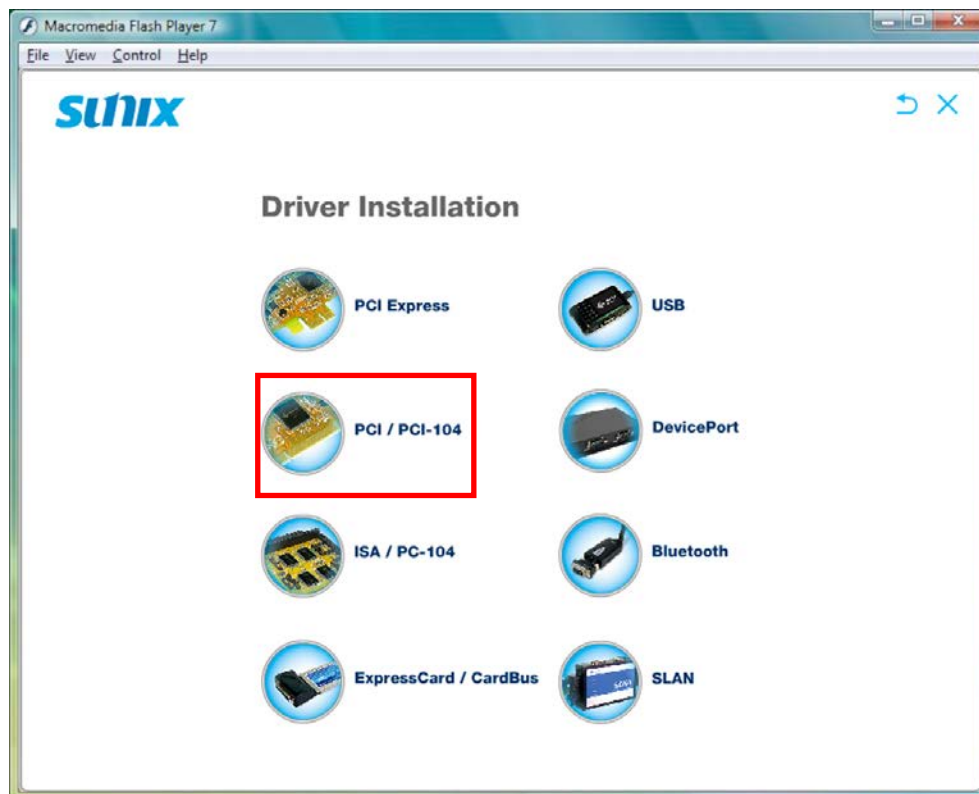 Macromedia Flash Player 7
File View Control Help
SUNIX
Driver Installation
PCI Express
USB
PCI / PCI-104
DevicePort
ISA / PC-104
Bluetooth
ExpressCard / CardBus
SLAN